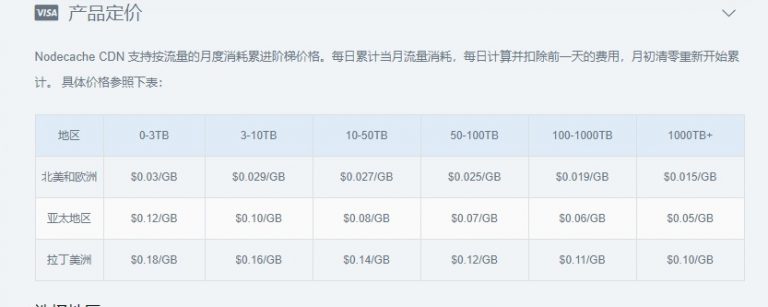 VISA 产品定价
Nodecache CDN 支持按流量的月度消耗累进阶梯价格。每日累计当月流量消耗，每日计算并扣除前一天的费用，月初清零重新开始累
计。 具体价格参照下表：
地区 0-3TB 3-10TB 10-50TB 50-100TB 100-1000TB 1000TB+
北美和欧洲 $0.03/GB $0.029/GB $0.027/GB $0.025/GB $0.019/GB $0.015/GB
亚太地区 $0.12/GB $0.10/GB $0.08/GB $0.07/GB $0.06/GB $0.05/GB
拉丁美洲 $0.18/GB $0.16/GB $0.14/GB $0.12/GB $0.11/GB $0.10/GB